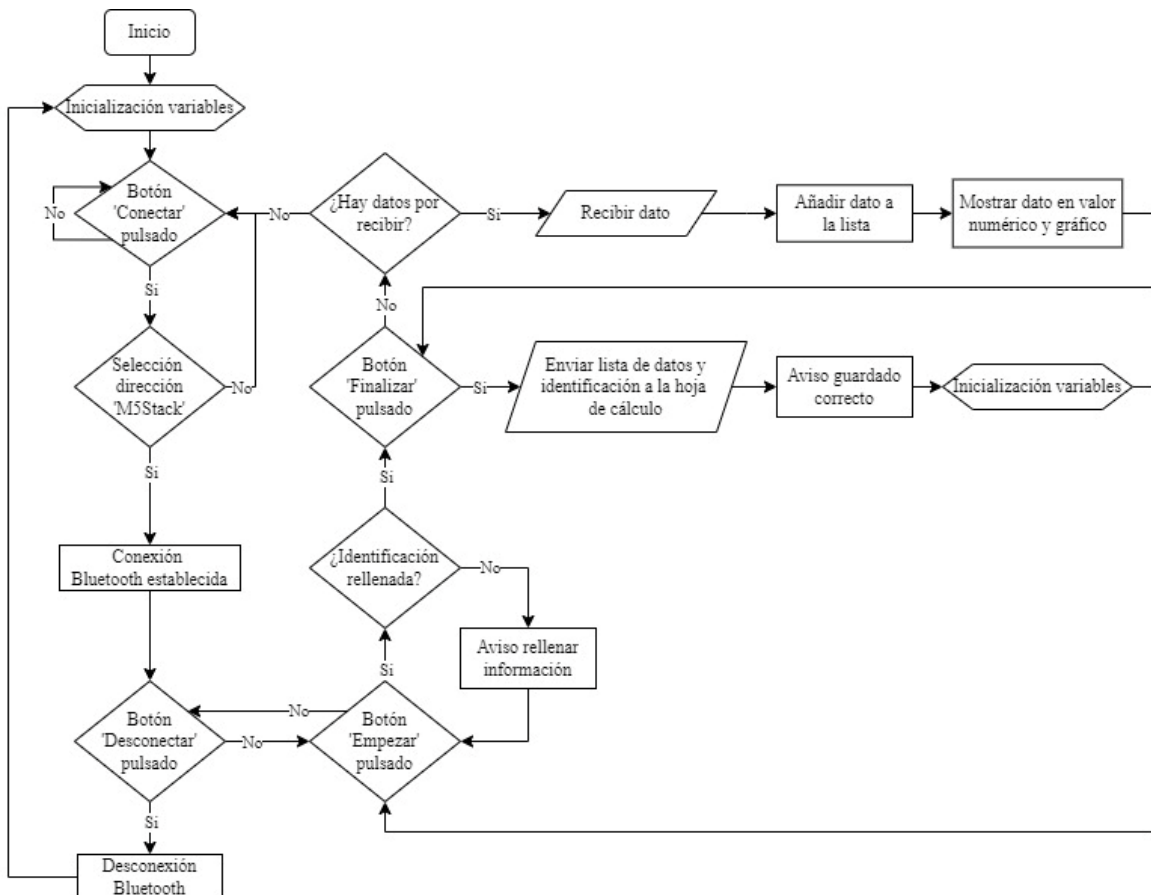 Inicio
Inicialización variables
Botón
'Conectar'
pulsado
No
Si
Selección
dirección
'M5Stack'
No
Si
Conexión
Bluetooth establecida
Botón
'Desconectar'
pulsado
No
No
Si
Desconexión
Bluetooth
Botón
'Empezar'
pulsado
Si
¿Identificación
rellenada?
No
Aviso rellenar
información
Si
Botón
'Finalizar'
pulsado
No
Si
Enviar lista de datos y
identificación a la hoja
de cálculo
Aviso guardado
correcto
Inicialización variables
¿Hay datos por
recibir?
No
Si
Recibir dato
Añadir dato a
la lista
Mostrar dato en valor
numérico y gráfico